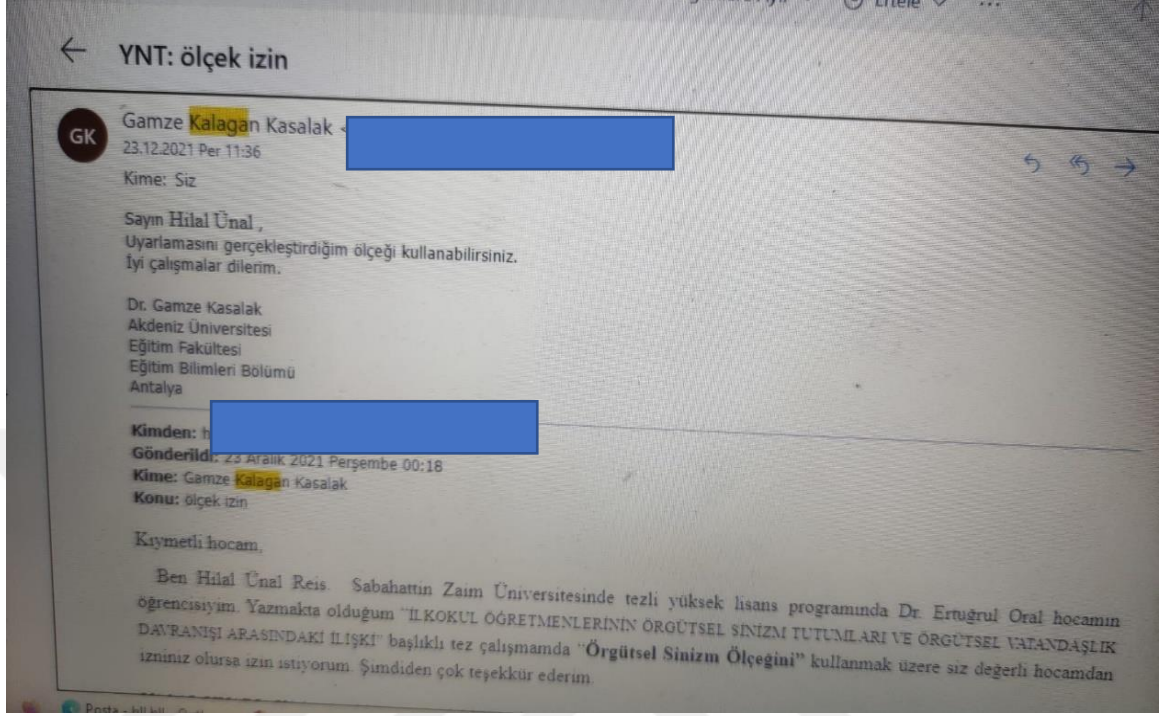 YNT: ölçek izin
GK
Gamze Kalagan Kasalak
23.12.2021 Per 11:36
Kime: Siz
Sayın Hilal Ünal ,
Uyarlamasını gerçekleştirdiğim ölçeği kullanabilirsiniz.
İyi çalışmalar dilerim.
Dr. Gamze Kasalak
Akdeniz Üniversitesi
Eğitim Fakültesi
Eğitim Bilimleri Bölümü
Antalya
Kimden: h
Gönderildi: 23 Aralık 2021 Perşembe 00:18
Kime: Gamze Kalagan Kasalak
Konu: ölçek izin
Kıymetli hocam,
Ben Hilal Ünal Reis. Sabahattin Zaim Üniversitesinde tezli yüksek lisans programında Dr. Ertuğrul Oral hocamın
öğrencisiyim. Yazmakta olduğum “İLKOKUL ÖĞRETMENLERİNİN ÖRGÜTSEL SİNİZM TUTUMLARI VE ÖRGÜTSEL VATANDAŞLIK
DAVRANIŞI ARASINDAKİ İLİŞKİ” başlıklı tez çalışmamda “Örgütsel Sinizm Ölçeğini” kullanmak üzere siz değerli hocamdan
izniniz olursa izin istiyorum. Şimdiden çok teşekkür ederim.
Posta